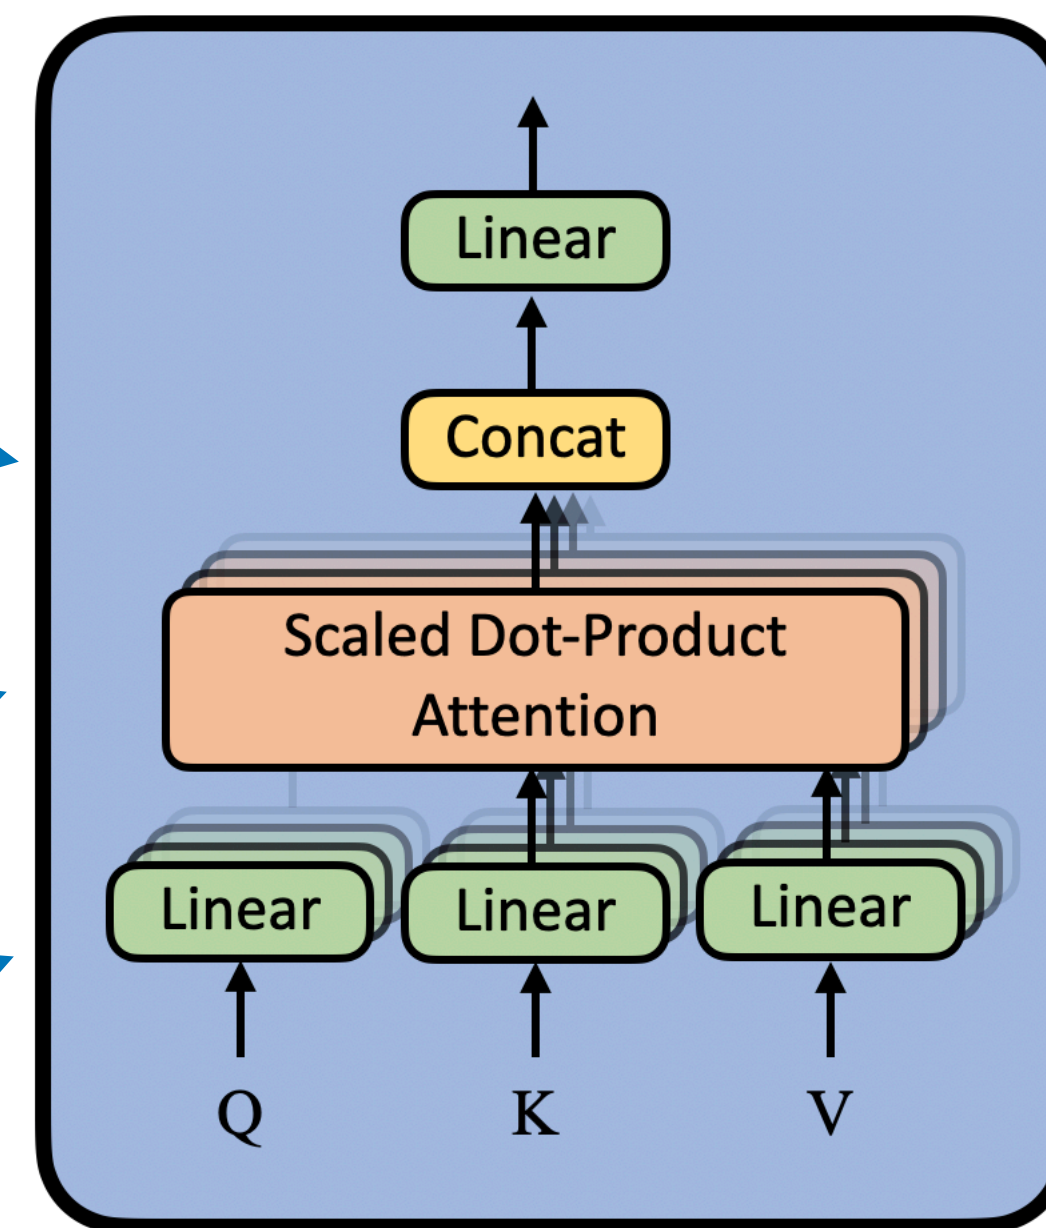 Linear
Concat
Scaled Dot-Product
Attention
Linear Linear Linear
Q K V